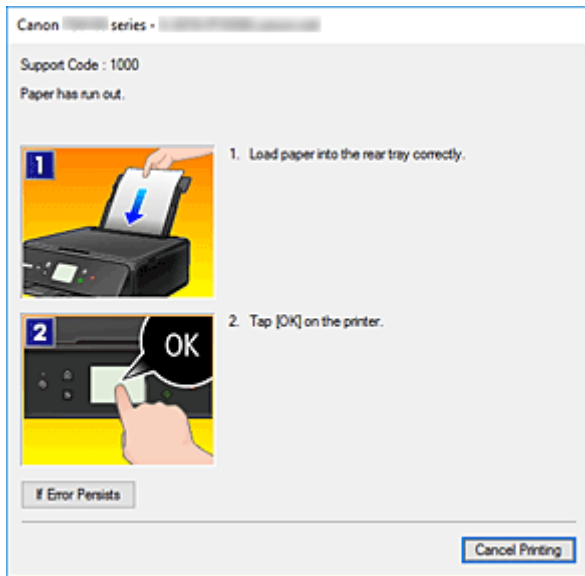 Canon series -
Support Code : 1000
Paper has run out.
1
1. Load paper into the rear tray correctly.
2
OK
2. Tap [OK] on the printer.
If Error Persists
Cancel Printing